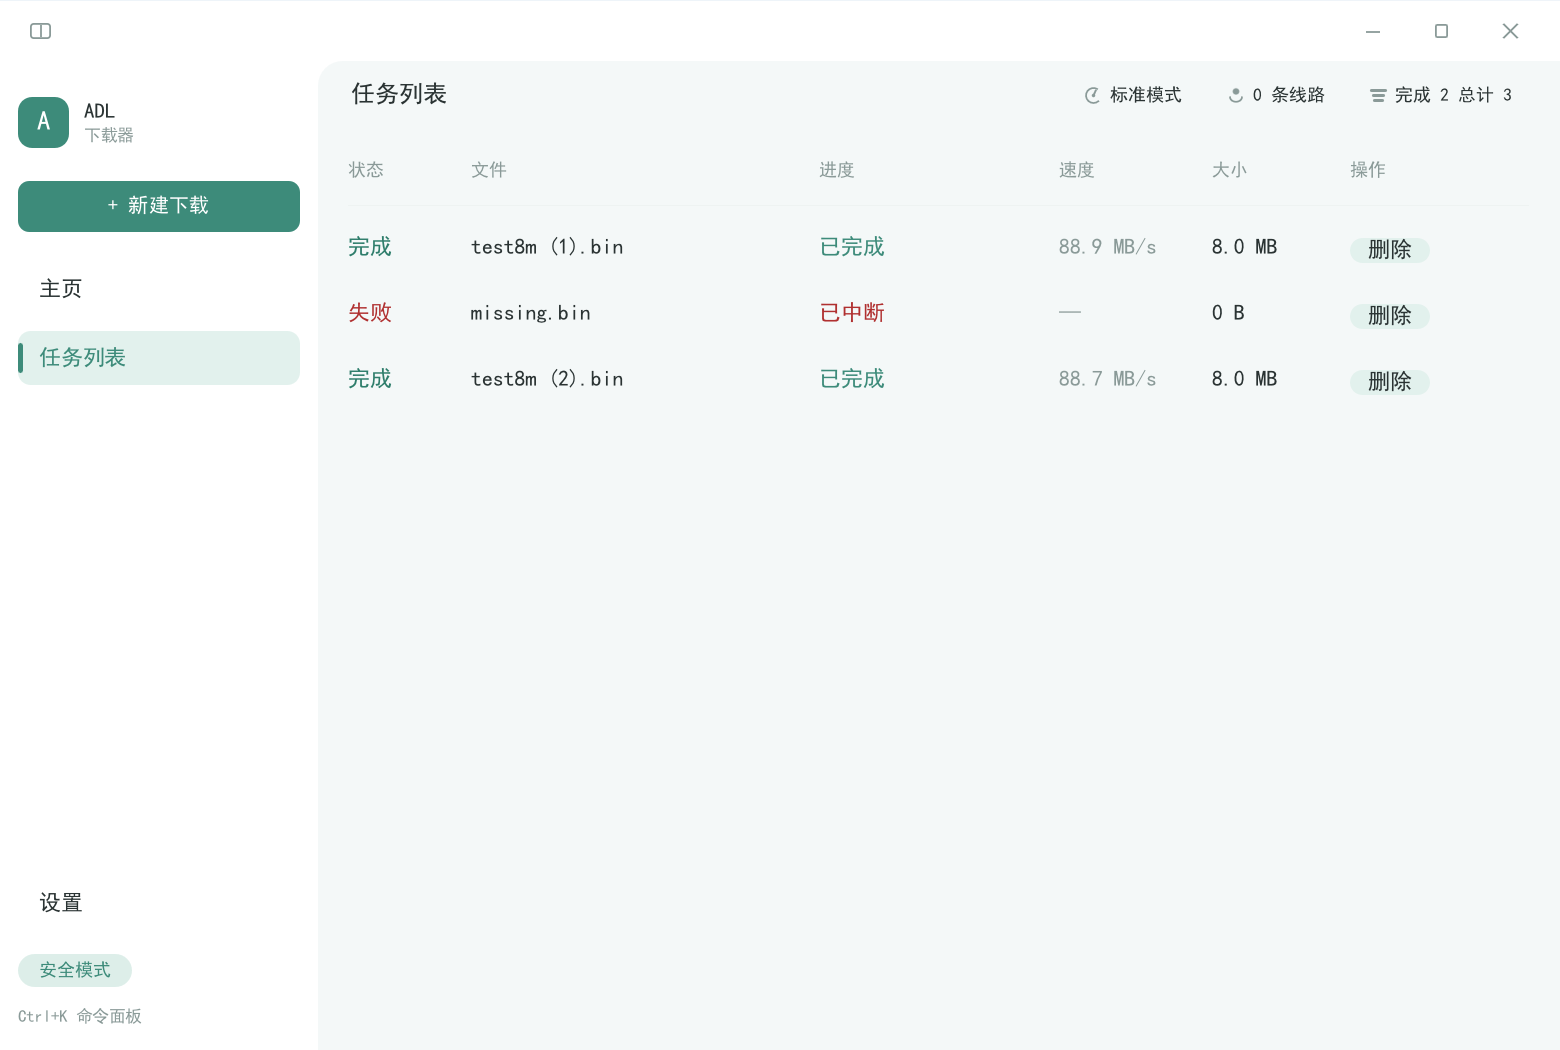 A
ADL
下载器
+ 新建下载
主页
任务列表
设置
安全模式
Ctrl+K 命令面板
任务列表
标准模式 0 条线路 完成 2 总计 3
状态 文件 进度 速度 大小 操作
完成 test8m (1).bin 已完成 88.9 MB/s 8.0 MB 删除
失败 missing.bin 已中断 — 0 B 删除
完成 test8m (2).bin 已完成 88.7 MB/s 8.0 MB 删除